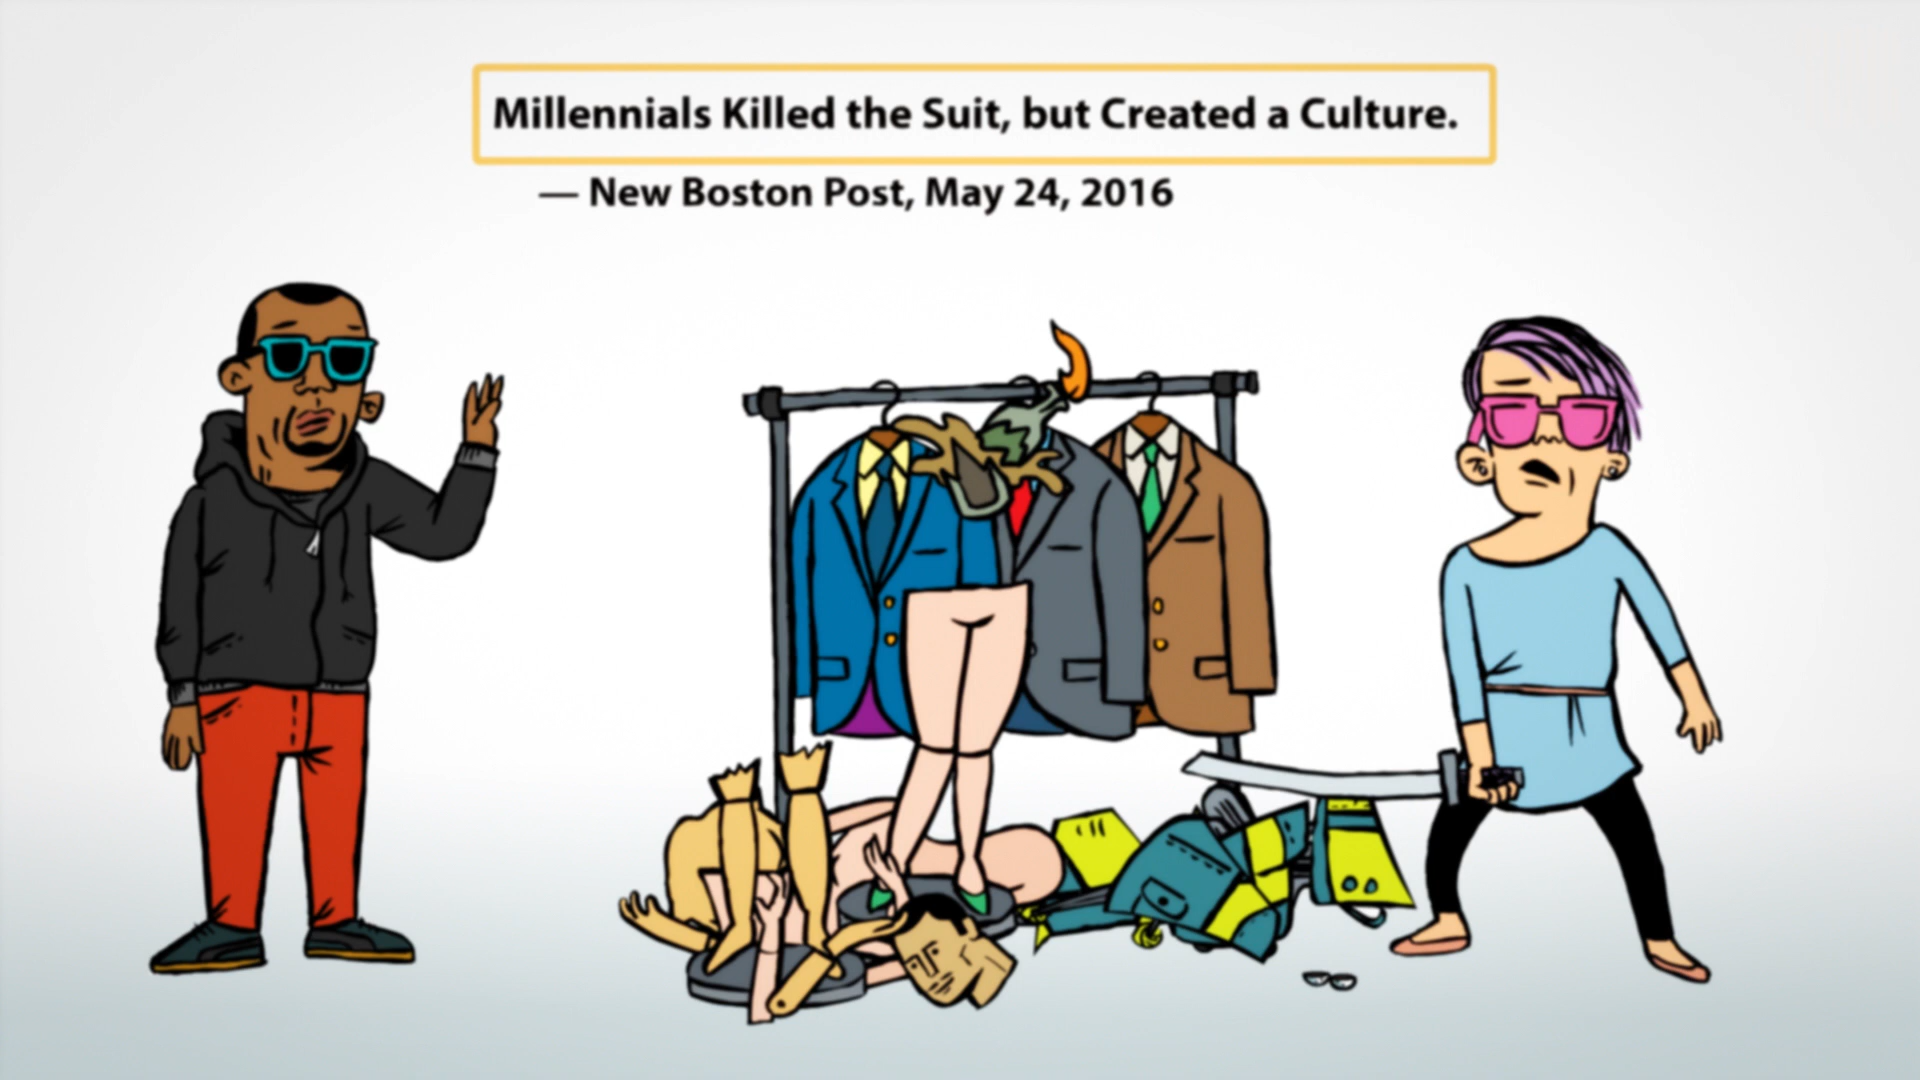 Millennials Killed the Suit, but Created a Culture.
— New Boston Post, May 24, 2016